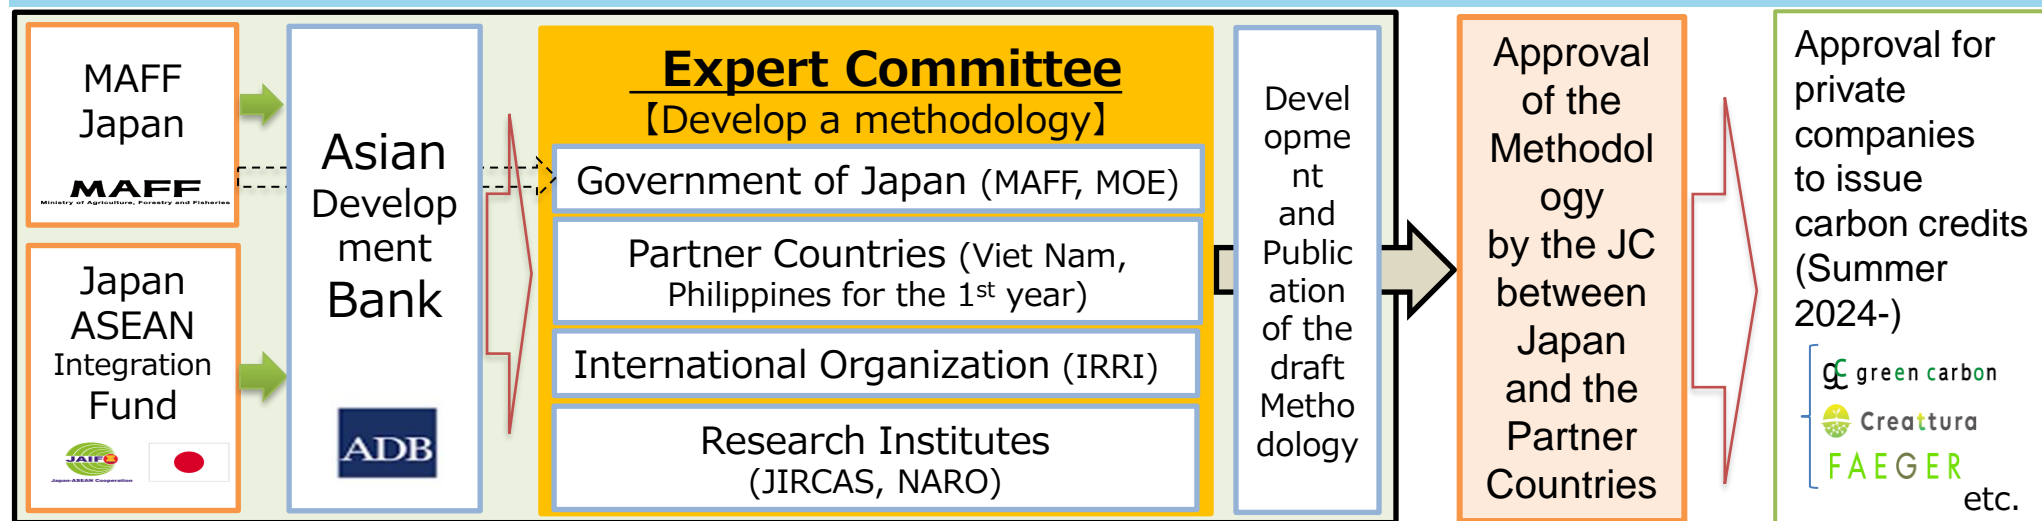 MAFF
Japan
MAFF
Ministry of Agriculture, Forestry and Fisheries
Japan
ASEAN
Integration
Fund
JAIF
Japan-ASEAN Cooperation
Asian
Develop
ment
Bank
ADB
Expert Committee
【Develop a methodology】
Government of Japan (MAFF, MOE)
Partner Countries (Viet Nam,
Philippines for the 1st year)
International Organization (IRRI)
Research Institutes
(JIRCAS, NARO)
Devel
opme
nt
and
Public
ation
of the
draft
Metho
dology
Approval
of the
Methodol
ogy
by the JC
between
Japan
and the
Partner
Countries
Approval for
private
companies
to issue
carbon credits
(Summer
2024-)
gc green carbon
Creattura
FAEGER
etc.